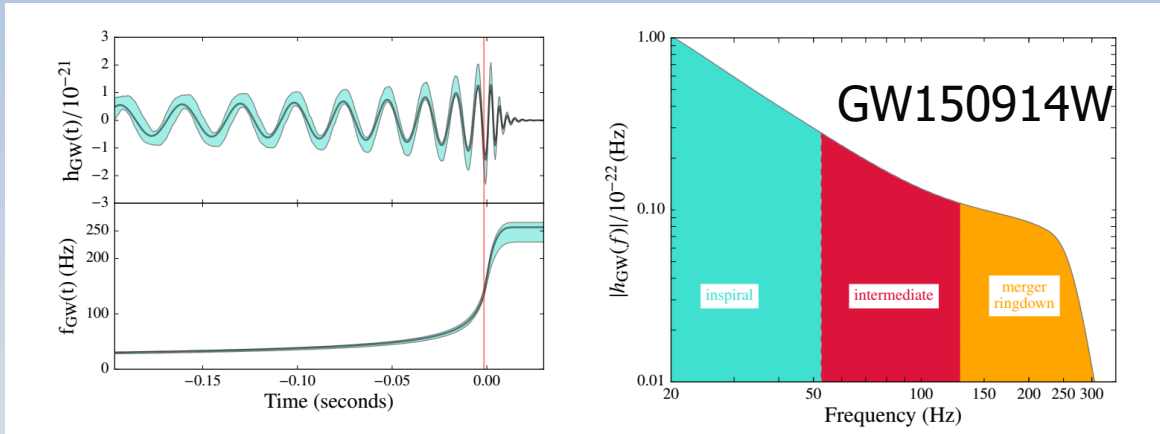 3
2
1
0
−1
−2
−3
h_GW(t)/10^−21
250
200
100
0
f_GW(t) (Hz)
−0.15
−0.10
−0.05
0.00
Time (seconds)
GW150914W
1.00
0.10
0.01
|h_GW(f)|/10^−22 (Hz)
inspiral
intermediate
merger
ringdown
20
50
100
150
200
250
300
Frequency (Hz)